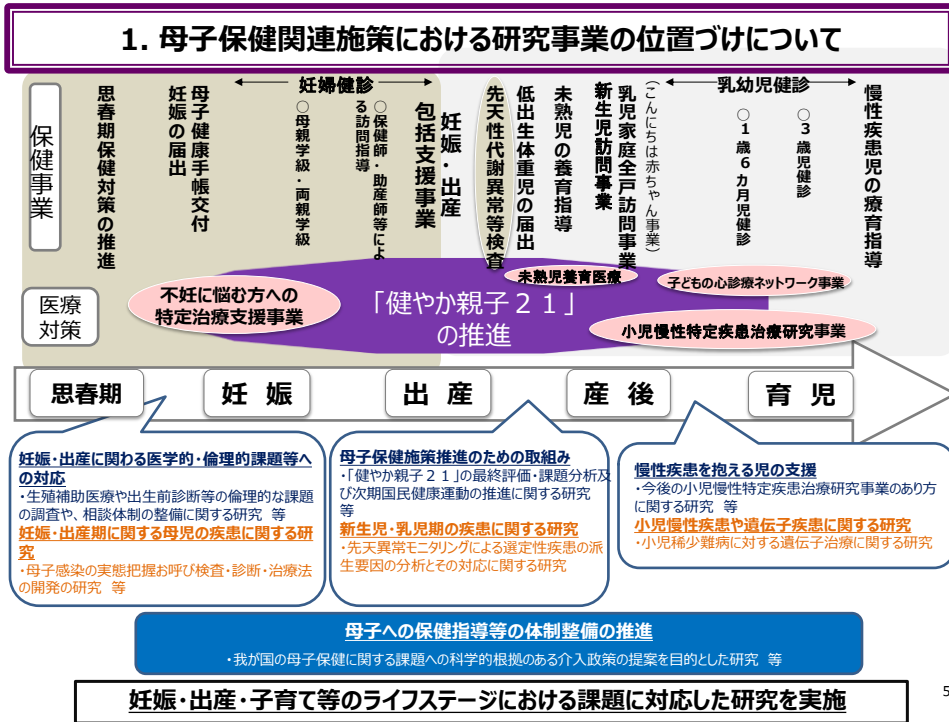 1. 母子保健関連施策における研究事業の位置づけについて
保健事業
思春期保健対策の推進
妊娠の届出
母子健康手帳交付
妊婦健診
○母親学級・両親学級
○保健師・助産師等によ
る訪問指導
包括支援事業
妊娠・出産
先天性代謝異常等検査
低出生体重児の届出
未熟児の養育指導
新生児訪問事業
乳児家庭全戸訪問事業
(こんにちは赤ちゃん事業)
乳幼児健診
○1歳6カ月児健診
○3歳児健診
慢性疾患児の療育指導
医療
対策
不妊に悩む方への
特定治療支援事業
「健やか親子21」
の推進
未熟児養育医療
子どもの心診療ネットワーク事業
小児慢性特定疾患治療研究事業
思春期
妊 娠
出 産
産 後
育 児
妊娠・出産に関わる医学的・倫理的課題等へ
の対応
・生殖補助医療や出生前診断等の倫理的な課題
の調査や、相談体制の整備に関する研究 等
妊娠・出産期に関する母児の疾患に関する研
究
・母子感染の実態把握お呼び検査・診断・治療法
の開発の研究 等
母子保健施策推進のための取組み
・「健やか親子21」の最終評価・課題分析及
び次期国民健康運動の推進に関する研究
等
新生児・乳児期の疾患に関する研究
・先天異常モニタリングによる選定性疾患の派
生要因の分析とその対応に関する研究
慢性疾患を抱える児の支援
・今後の小児慢性特定疾患治療研究事業のあり方
に関する研究 等
小児慢性疾患や遺伝子疾患に関する研究
・小児稀少難病に対する遺伝子治療に関する研究
母子への保健指導等の体制整備の推進
・我が国の母子保健に関する課題への科学的根拠のある介入政策の提案を目的とした研究 等
妊娠・出産・子育て等のライフステージにおける課題に対応した研究を実施
5